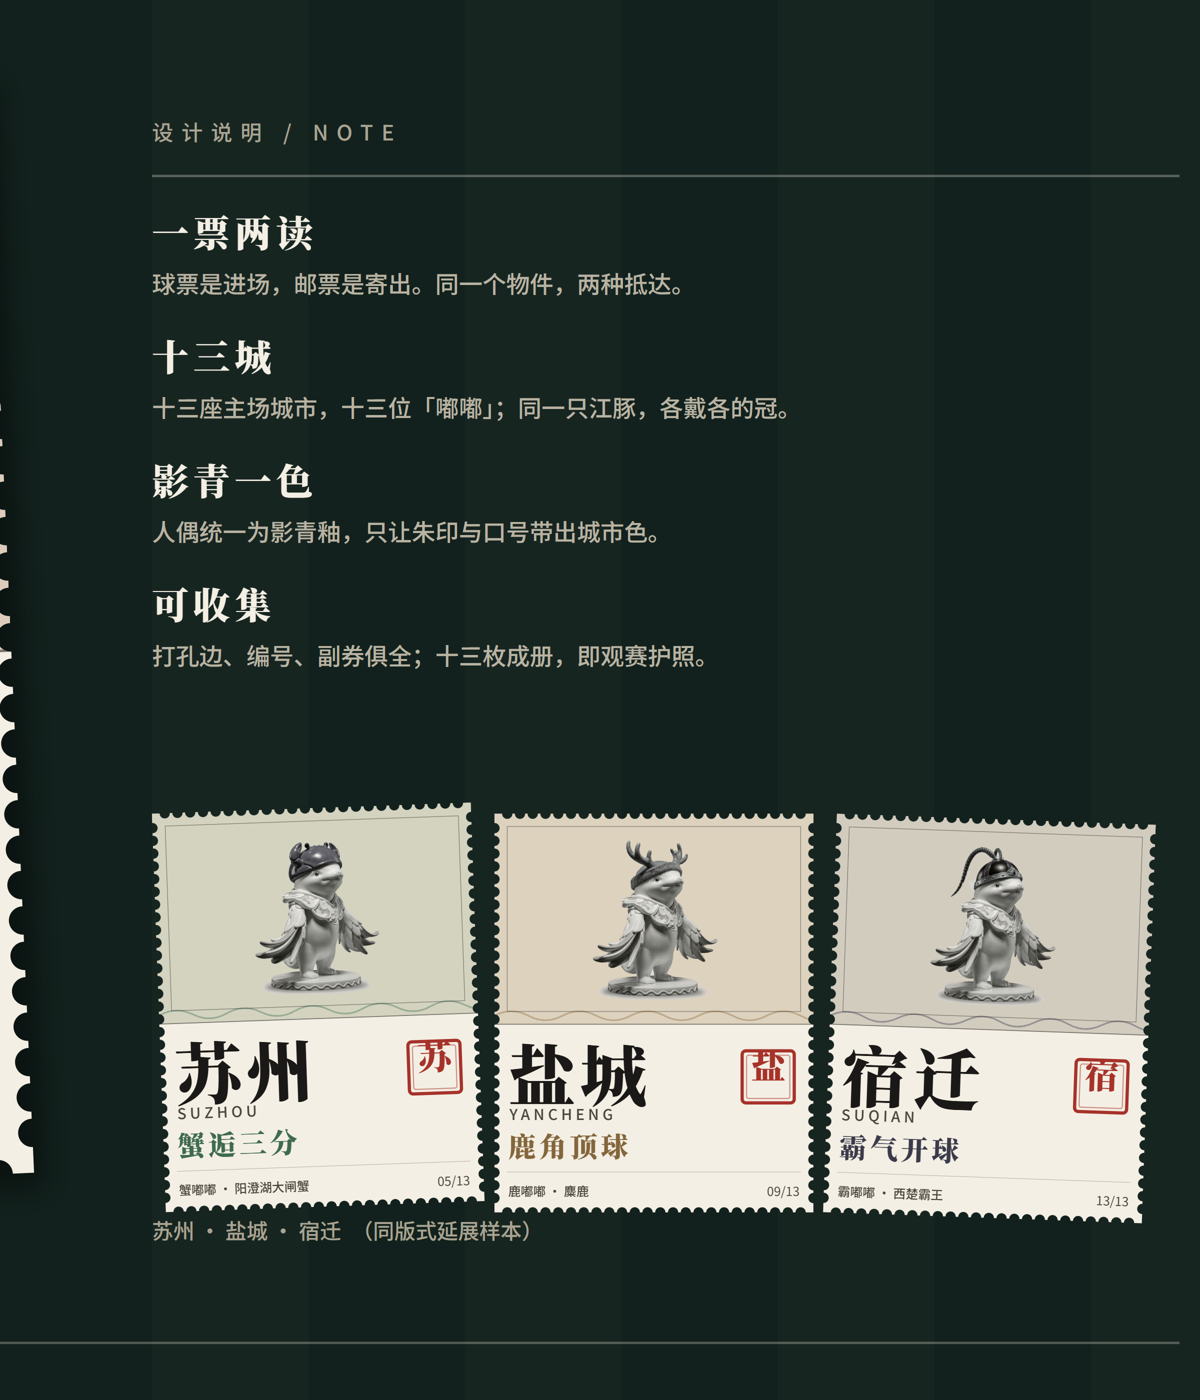 设计说明 / NOTE
一票两读
球票是进场，邮票是寄出。同一个物件，两种抵达。
十三城
十三座主场城市，十三位「嘟嘟」；同一只江豚，各戴各的冠。
影青一色
人偶统一为影青釉，只让朱印与口号带出城市色。
可收集
打孔边、编号、副券俱全；十三枚成册，即观赛护照。
苏州
苏
SUZHOU
蟹逅三分
蟹嘟嘟・阳澄湖大闸蟹
05/13
盐城
盐
YANCHENG
鹿角顶球
鹿嘟嘟・麋鹿
09/13
宿迁
宿
SUQIAN
霸气开球
霸嘟嘟・西楚霸王
13/13
苏州・盐城・宿迁 （同版式延展样本）